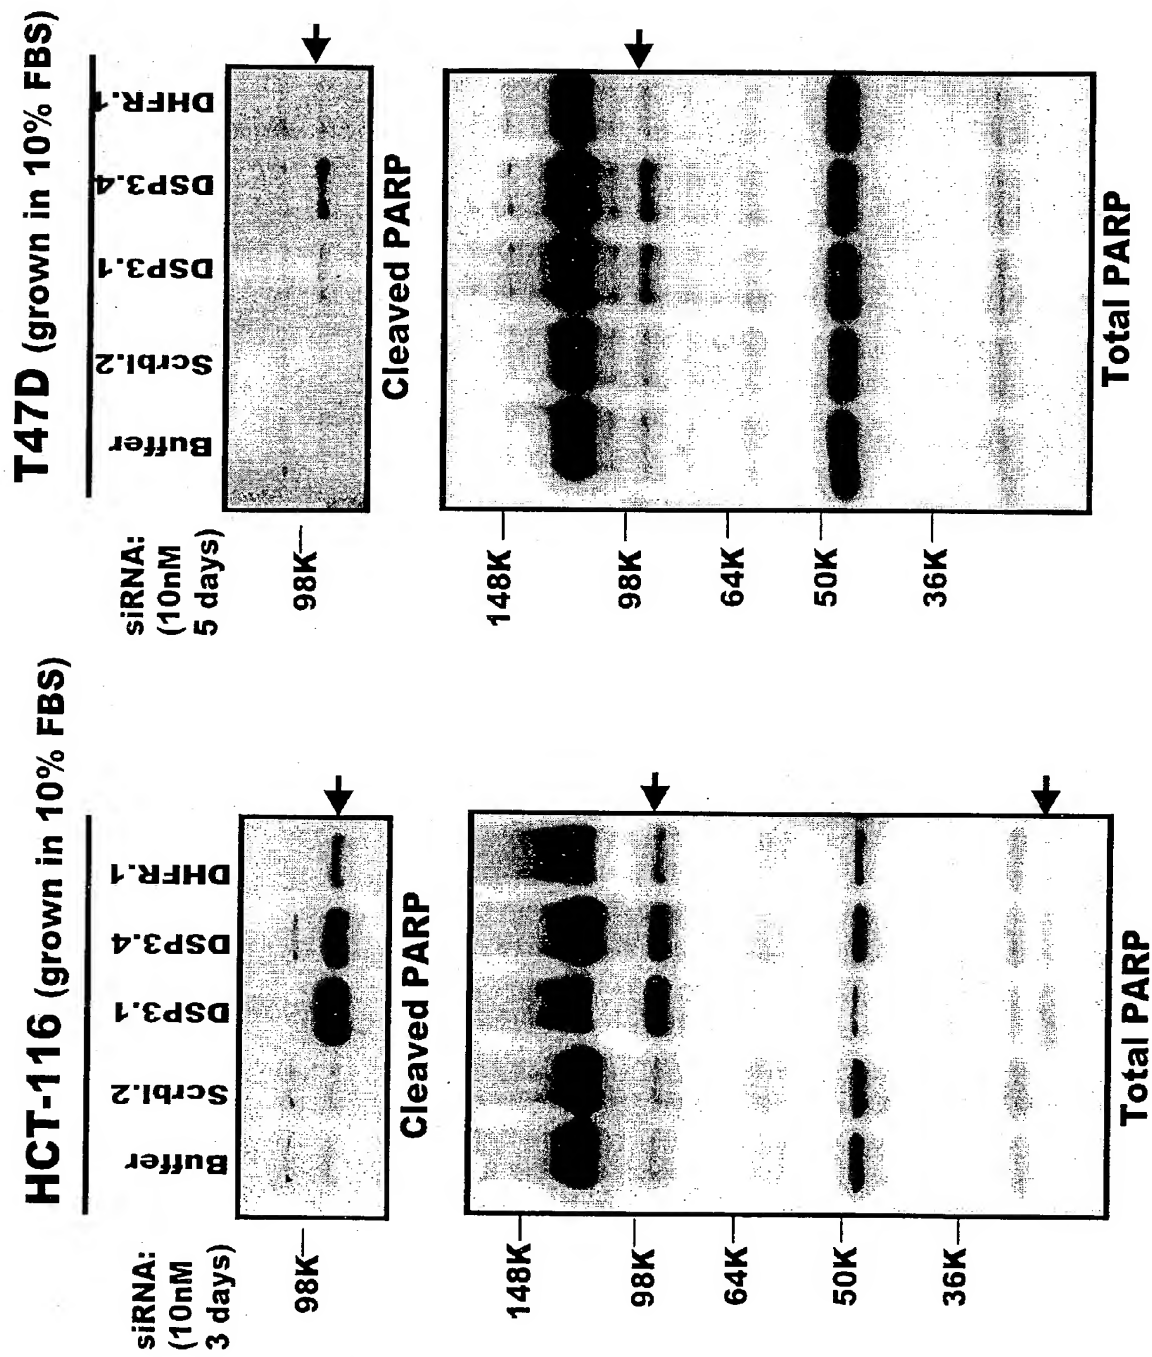 HCT-116 (grown in 10% FBS)
siRNA:
(10nM
3 days)
Buffer
Scrbl.2
DSP3.1
DSP3.4
DHFR.1
98K
Cleaved PARP
148K
98K
64K
50K
36K
Total PARP
T47D (grown in 10% FBS)
siRNA:
(10nM
5 days)
Buffer
Scrbl.2
DSP3.1
DSP3.4
DHFR.1
98K
Cleaved PARP
148K
98K
64K
50K
36K
Total PARP